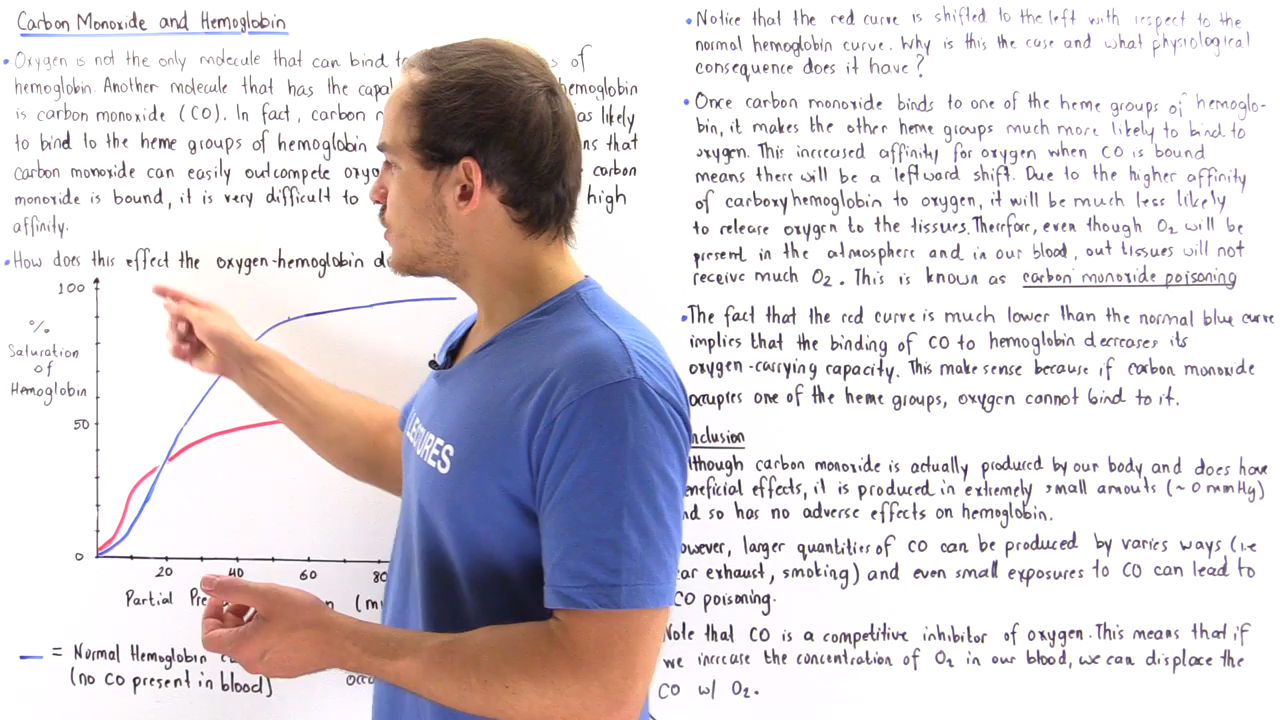 Carbon Monoxide and Hemoglobin
• Oxygen is not the only molecule that can bind to of
hemoglobin. Another molecule that has the hemoglobin
is carbon monoxide (CO). In fact, carbon as likely
to bind to the heme groups of hemoglobin that
carbon monoxide can easily outcompete carbon
monoxide is bound, it is very difficult to high
affinity.
• How does this effect the oxygen-hemoglobin
100
%
Saturation
of
Hemoglobin
50
0
20 40 60 80
Partial
= Normal Hemoglobin
(no CO present in blood)
LECTURES
• Notice that the red curve is shifted to the left with respect to the
normal hemoglobin curve. Why is this the case and what physiological
consequence does it have?
• Once carbon monoxide binds to one of the heme groups of hemoglo-
bin, it makes the other heme groups much more likely to bind to
oxygen. This increased affinity for oxygen when CO is bound
means there will be a leftward shift. Due to the higher affinity
of carboxyhemoglobin to oxygen, it will be much less likely
to release oxygen to the tissues. Therefore, even though O2 will be
present in the atmosphere and in our blood, out tissues will not
receive much O2. This is known as carbon monoxide poisoning
• The fact that the red curve is much lower than the normal blue curve
implies that the binding of CO to hemoglobin decreases its
oxygen-carrying capacity. This make sense because if carbon monoxide
occupies one of the heme groups, oxygen cannot bind to it.
nclusion
lthough carbon monoxide is actually produced by our body and does have
neficial effects, it is produced in extremely small amouts (~0 mmHg)
nd so has no adverse effects on hemoglobin.
owever, larger quantities of CO can be produced by varies ways (i.e
ar exhaust, smoking) and even small exposures to CO can lead to
CO poisoning.
Note that CO is a competitive inhibitor of oxygen. This means that if
we increase the concentration of O2 in our blood, we can displace the
CO w/ O2.